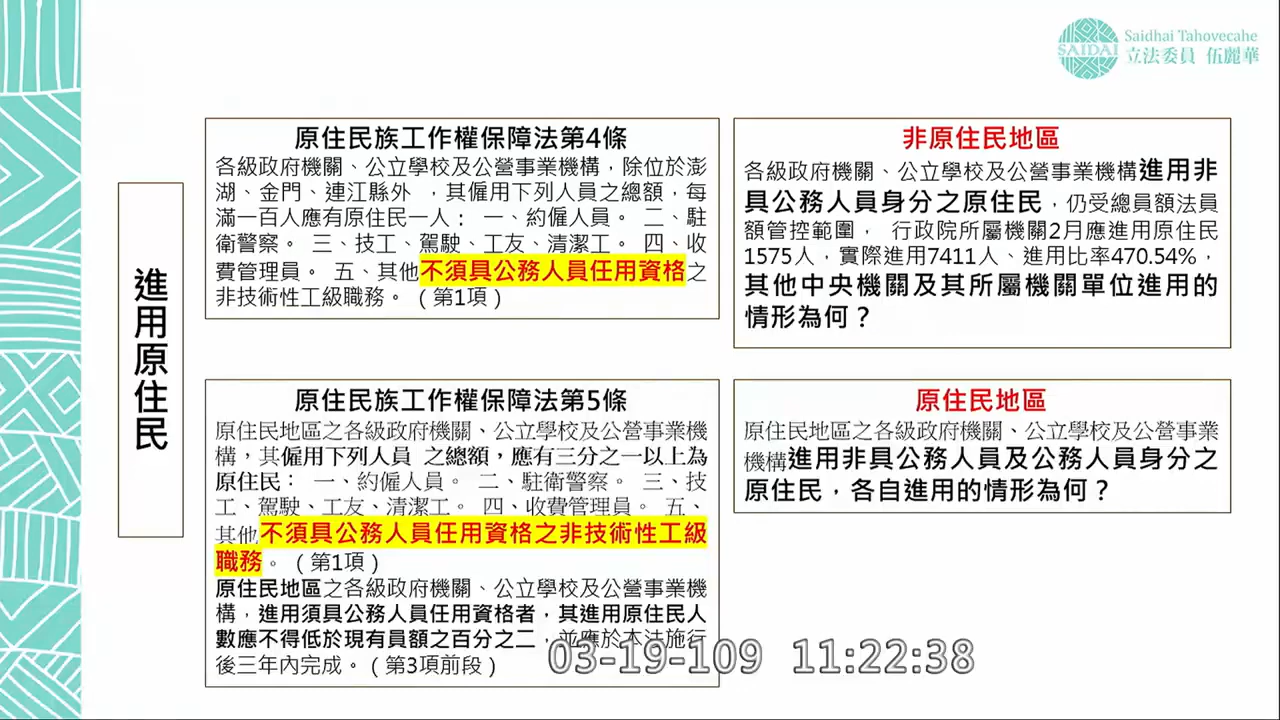 Saidhai Tahovecahe
SAIDAI
立法委員 伍麗華
進用原住民
原住民族工作權保障法第4條
各級政府機關、公立學校及公營事業機構，除位於澎
湖、金門、連江縣外 ，其僱用下列人員之總額，每
滿一百人應有原住民一人： 一、約僱人員。 二、駐
衛警察。 三、技工、駕駛、工友、清潔工。 四、收
費管理員。 五、其他不須具公務人員任用資格之
非技術性工級職務。（第1項）
非原住民地區
各級政府機關、公立學校及公營事業機構進用非
具公務人員身分之原住民，仍受總員額法員
額管控範圍， 行政院所屬機關2月應進用原住民
1575人，實際進用7411人、進用比率470.54%，
其他中央機關及其所屬機關單位進用的
情形為何？
原住民族工作權保障法第5條
原住民地區之各級政府機關、公立學校及公營事業機
構，其僱用下列人員 之總額，應有三分之一以上為
原住民： 一、約僱人員。 二、駐衛警察。 三、技
工、駕駛、工友、清潔工。 四、收費管理員。 五、
其他不須具公務人員任用資格之非技術性工級
職務。（第1項）
原住民地區之各級政府機關、公立學校及公營事業機
構，進用須具公務人員任用資格者，其進用原住民人
數應不得低於現有員額之百分之二，並應於本法施行
後三年內完成。（第3項前段）
原住民地區
原住民地區之各級政府機關、公立學校及公營事業
機構進用非具公務人員及公務人員身分之
原住民，各自進用的情形為何？
03-19-109 11:22:38